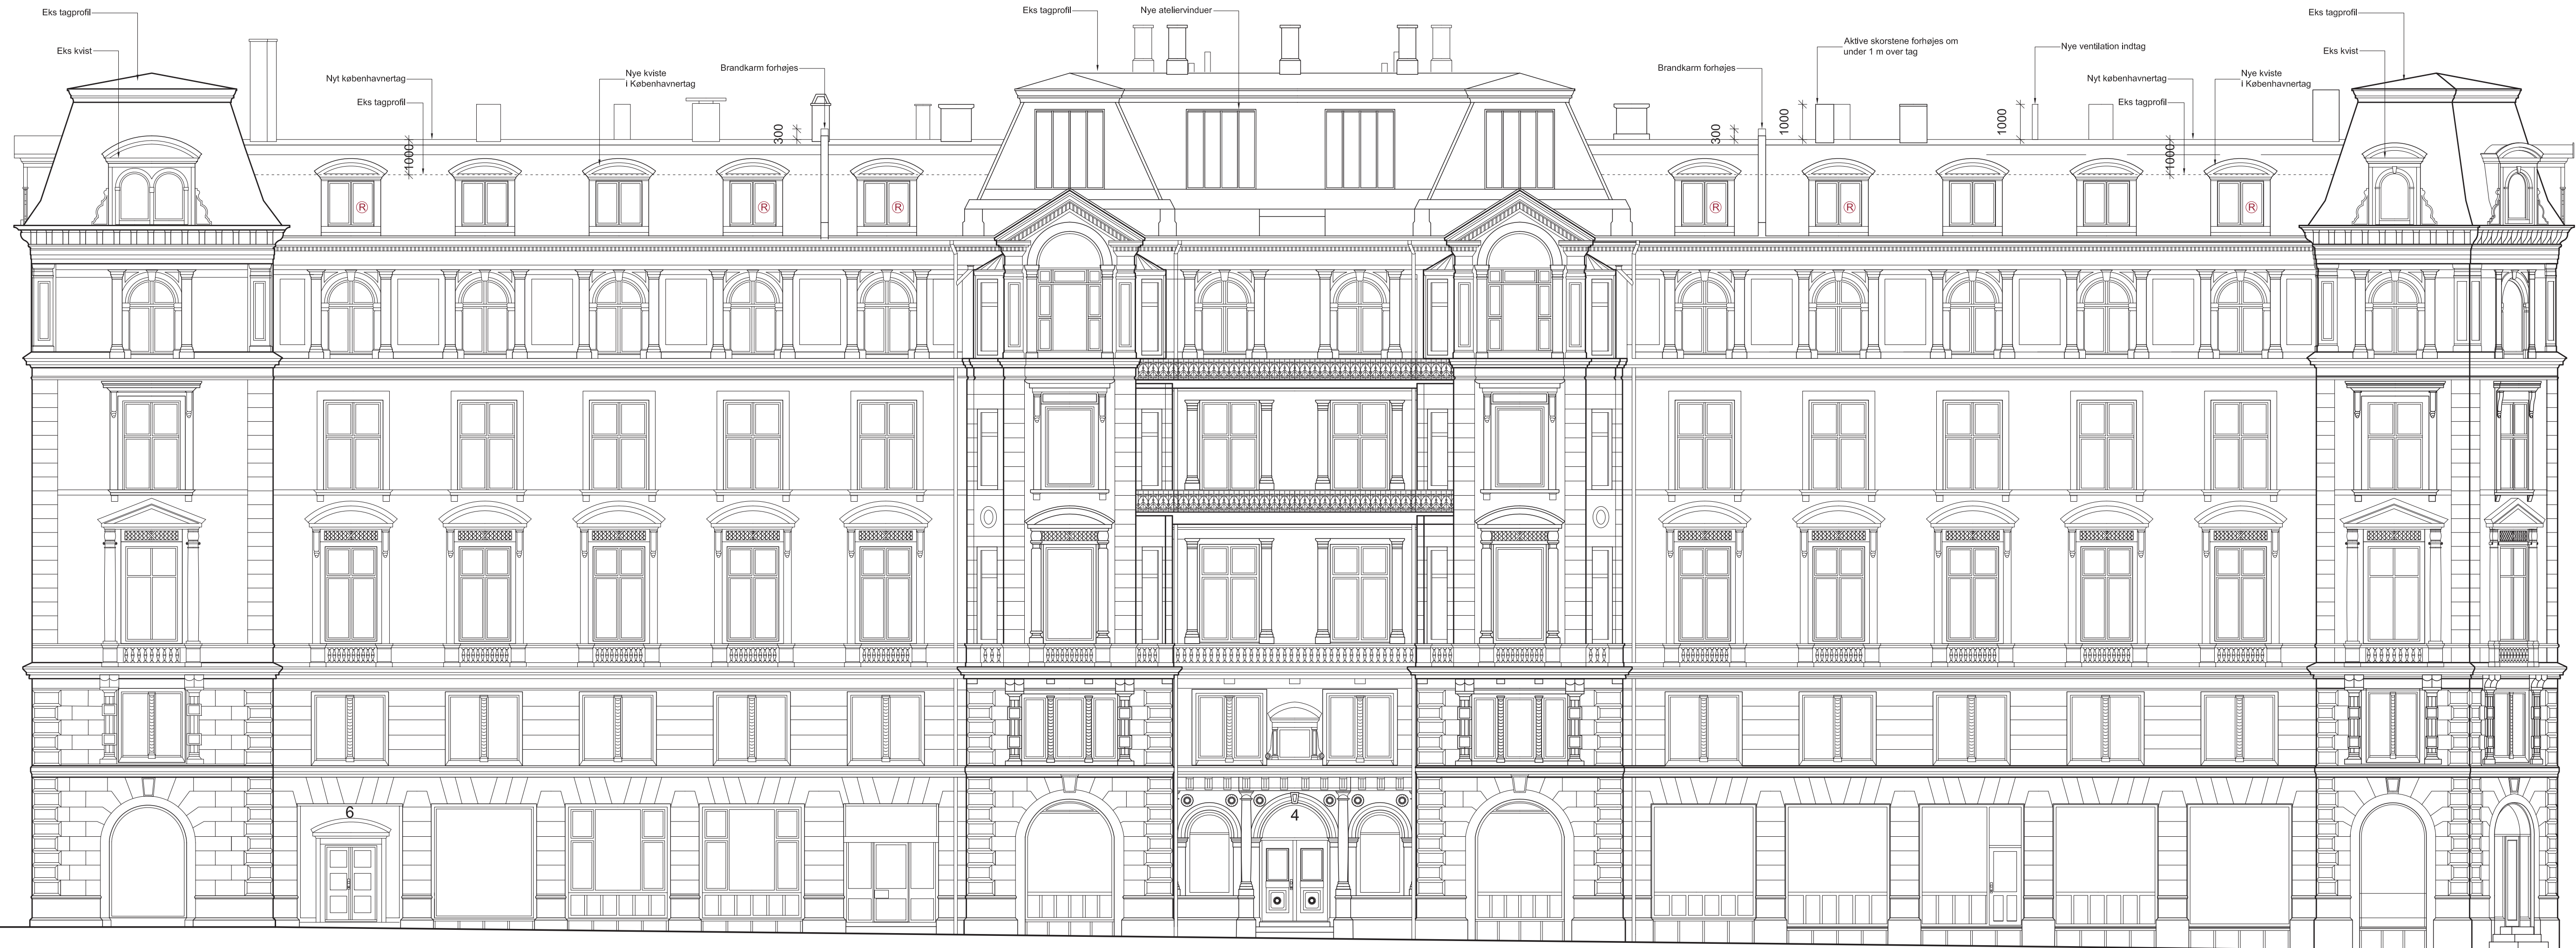 Eks tagprofil
Eks kvist
Nyt københavnertag
Eks tagprofil
1000
Nye kviste
i Københavnertag
Brandkarm forhøjes
300
Eks tagprofil
Nye ateliervinduer
Brandkarm forhøjes
300
1000
Aktive skorstene forhøjes om
under 1 m over tag
1000
Nye ventilation indtag
Nyt københavnertag
Eks tagprofil
1000
Nye kviste
i Københavnertag
Eks tagprofil
Eks kvist
R
R
R
R
R
R
6
4